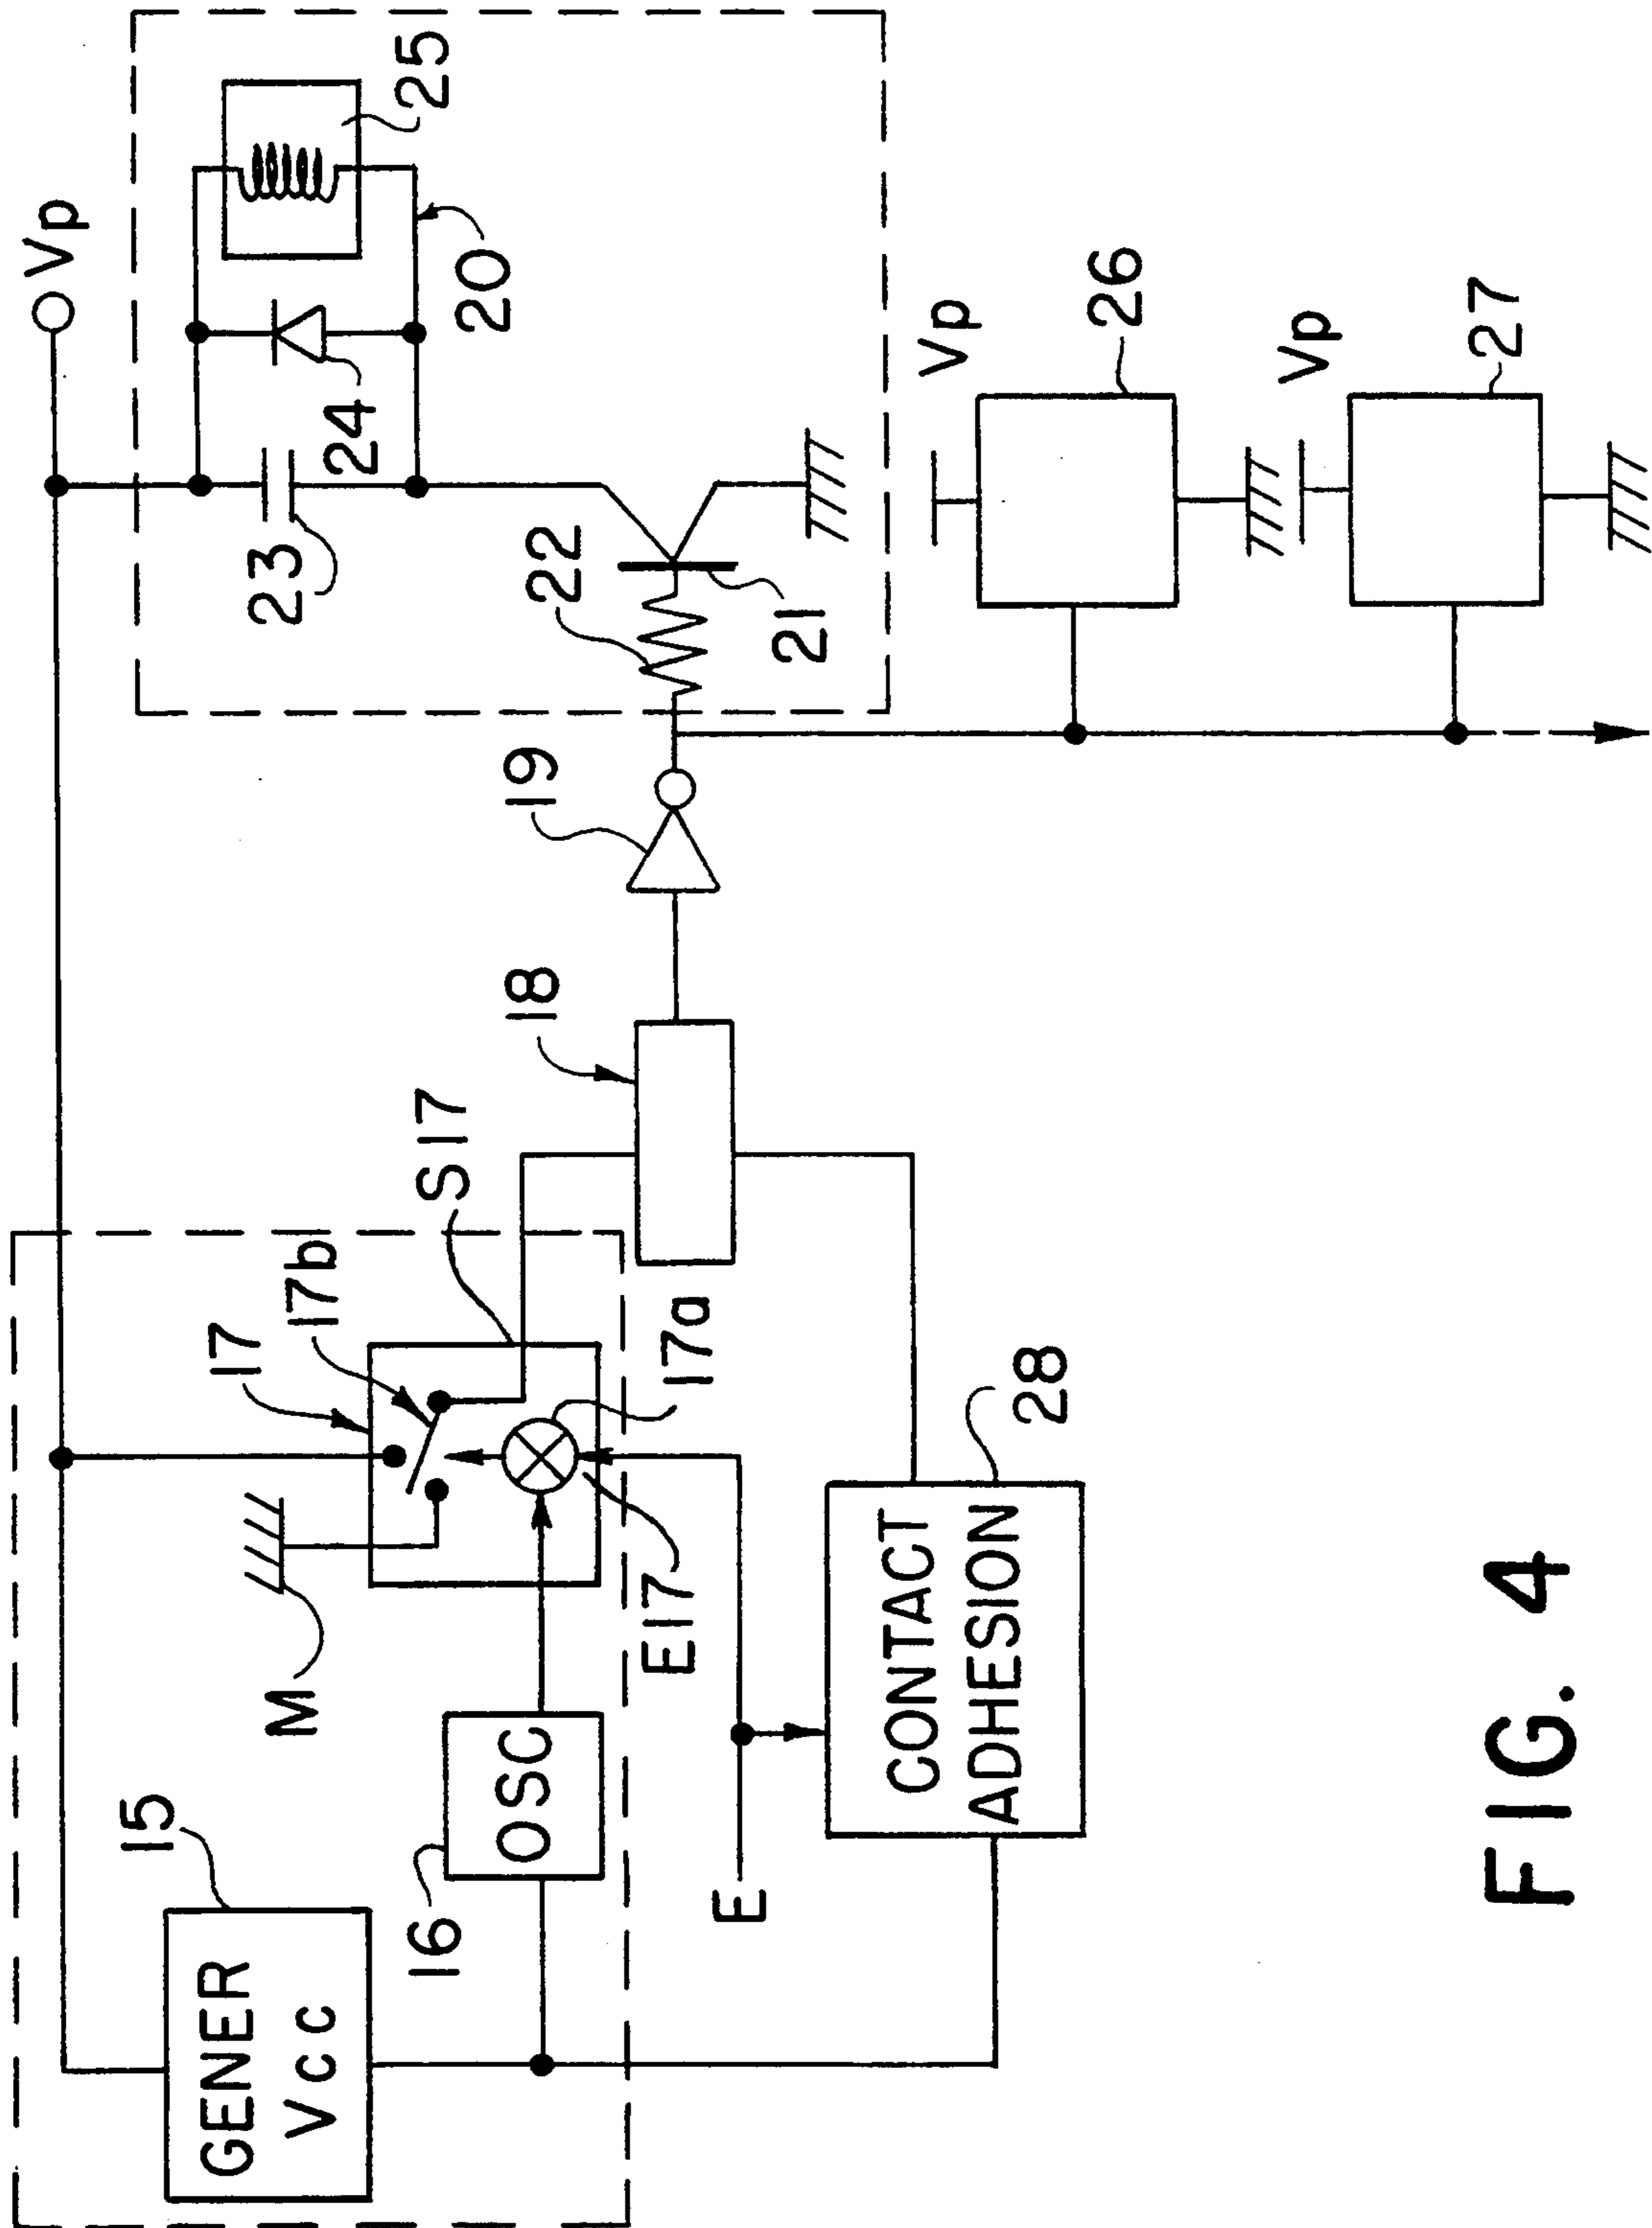 Vp
25
20
24
23
22
21
Vp
26
Vp
27
19
18
S17
17b
17
17a
E17
M
15
GENER
Vcc
16
OSC
E
28
CONTACT
ADHESION
FIG. 4